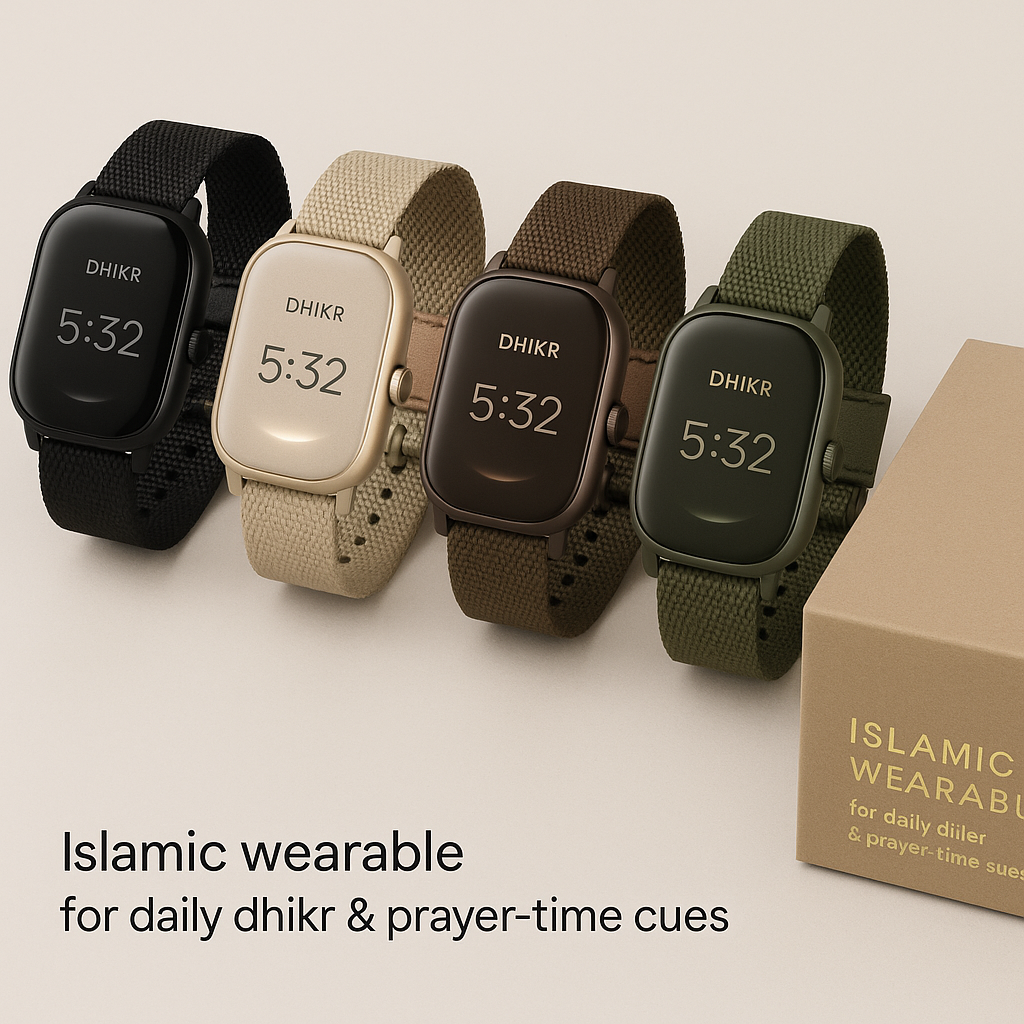 DHIKR
5:32
DHIKR
5:32
DHIKR
5:32
DHIKR
5:32
ISLAMIC
WEARABU
for daily diiler
& prayer-time sues
Islamic wearable
for daily dhikr & prayer-time cues